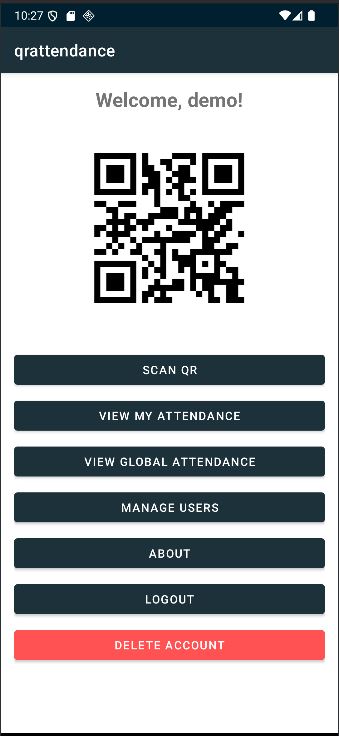 10:27
qrattendance
Welcome, demo!
SCAN QR
VIEW MY ATTENDANCE
VIEW GLOBAL ATTENDANCE
MANAGE USERS
ABOUT
LOGOUT
DELETE ACCOUNT